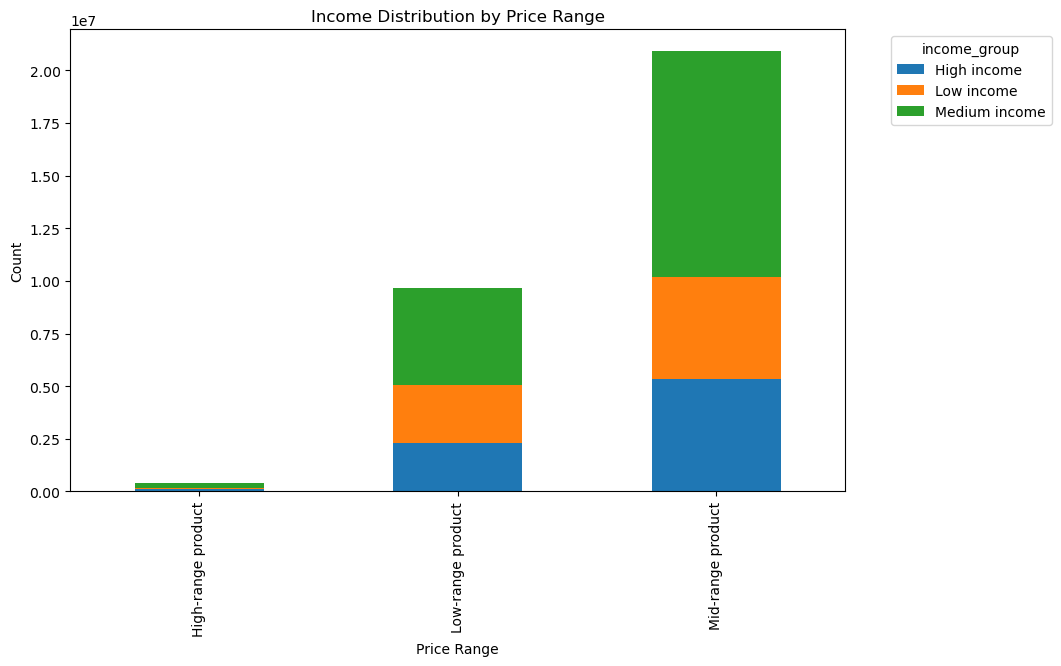 Income Distribution by Price Range
1e7
2.00
1.75
1.50
1.25
1.00
0.75
0.50
0.25
0.00
Count
High-range product
Low-range product
Mid-range product
Price Range
income_group
High income
Low income
Medium income